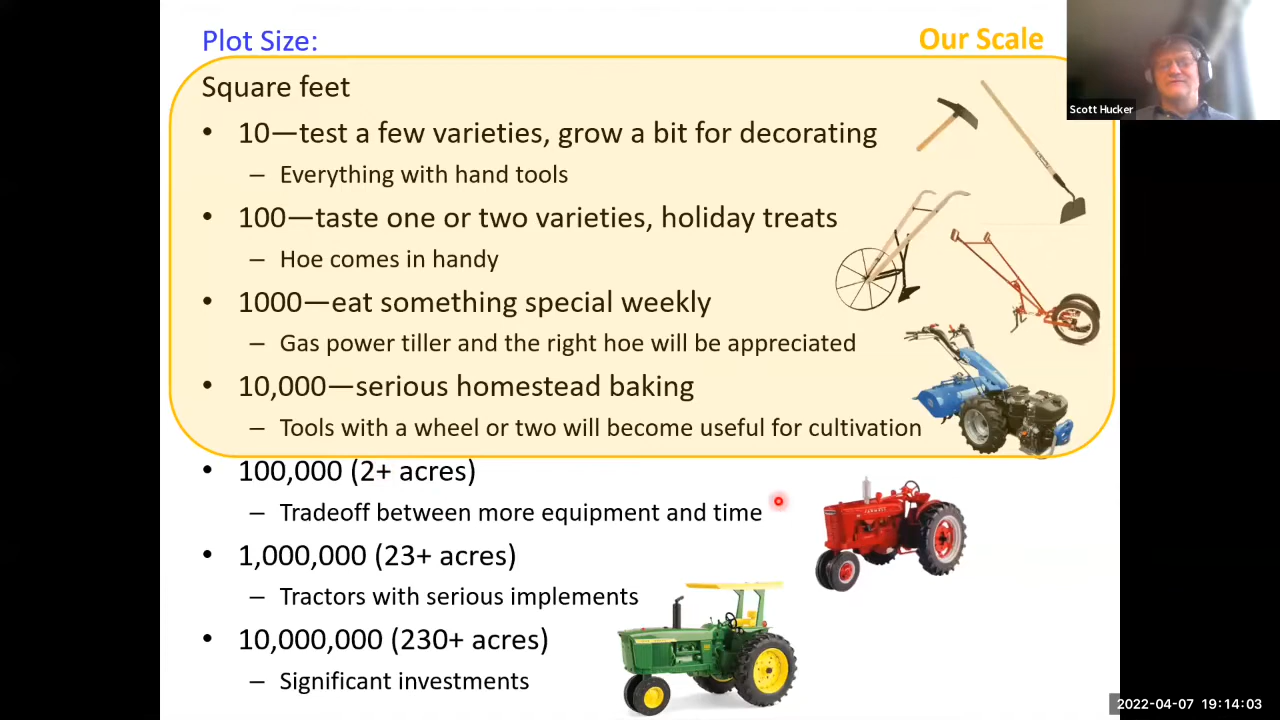 Plot Size:
Our Scale
Square feet
• 10—test a few varieties, grow a bit for decorating
– Everything with hand tools
• 100—taste one or two varieties, holiday treats
– Hoe comes in handy
• 1000—eat something special weekly
– Gas power tiller and the right hoe will be appreciated
• 10,000—serious homestead baking
– Tools with a wheel or two will become useful for cultivation
• 100,000 (2+ acres)
– Tradeoff between more equipment and time
• 1,000,000 (23+ acres)
– Tractors with serious implements
• 10,000,000 (230+ acres)
– Significant investments
Scott Hucker
2022-04-07 19:14:03